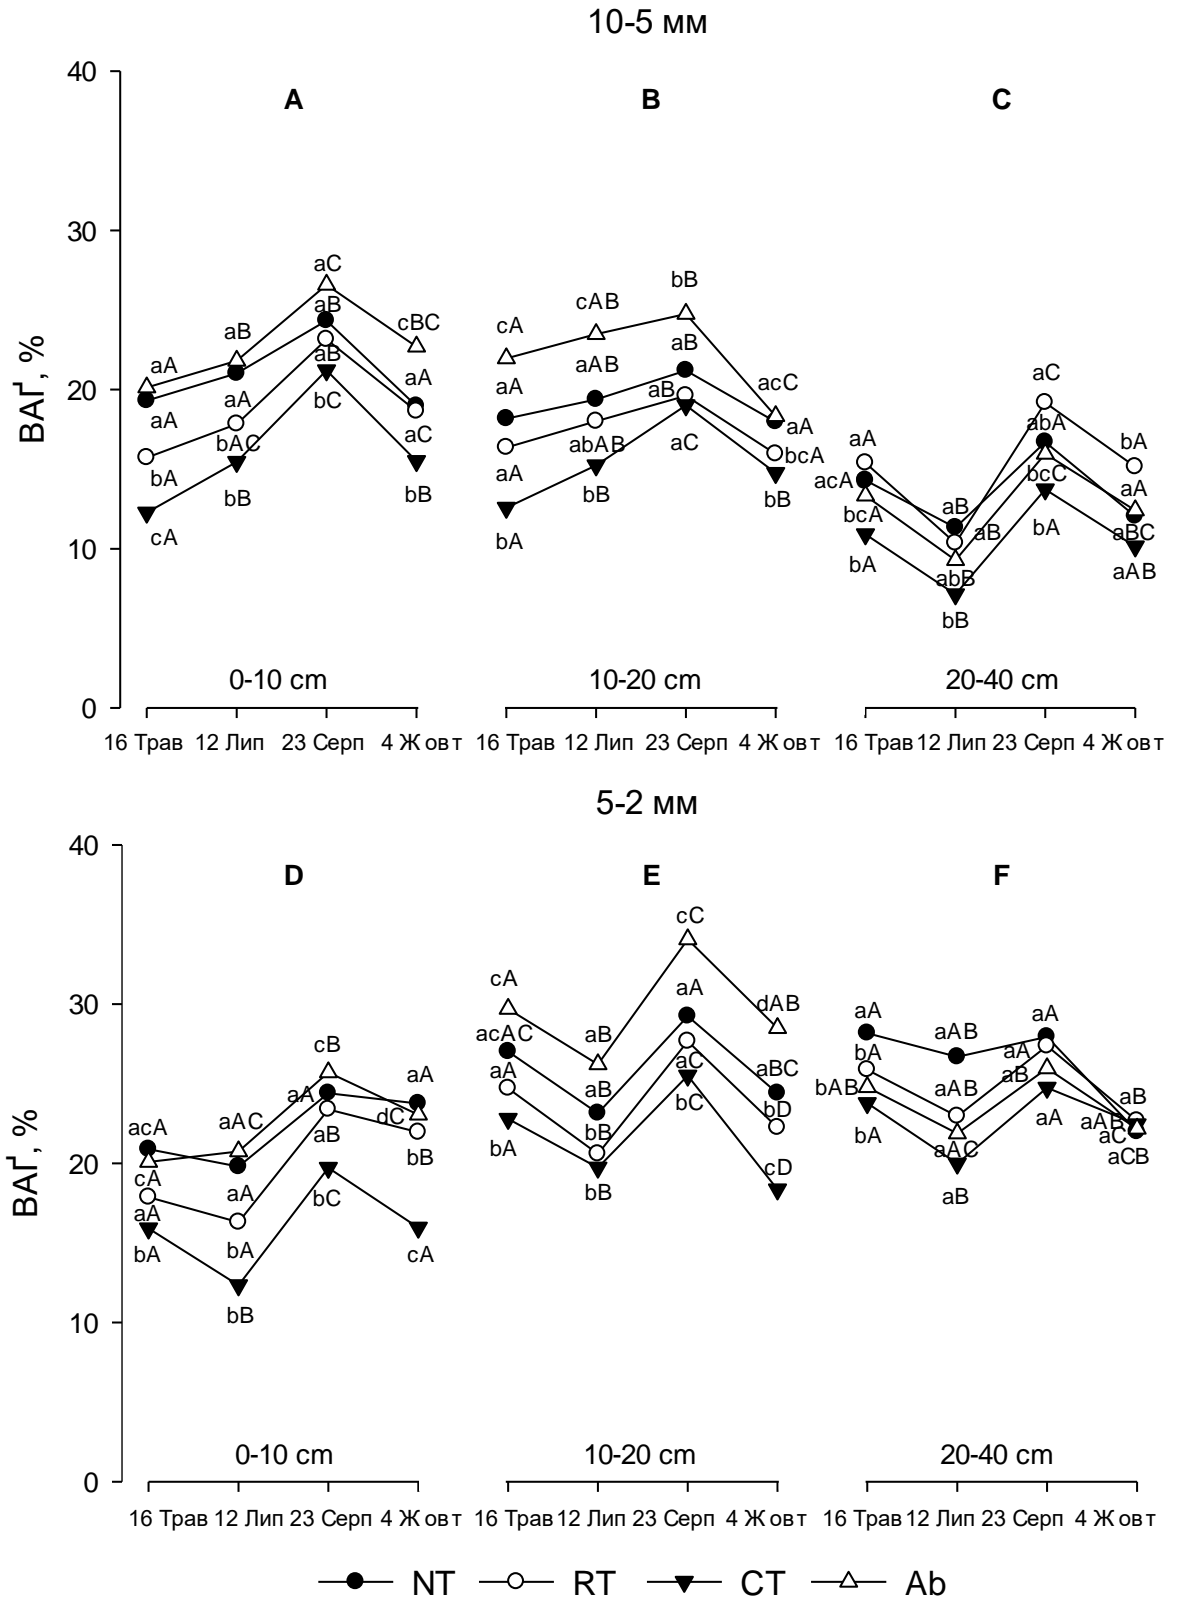 10-5 мм
40
A B C
30
20
10
0
ВАҐ, %
aC
aB
cBC
aA
aB
aA
aA
aA
aB
bAC
bC
aC
bA
bB
bB
cA
bB
cAB
cA
aB
aAB
acC
aA
aB
aA
abAB
aC
bcA
aA
bB
bB
bA
aC
abA
bA
aA
acA
bcC
aA
bcA
aB
aB
bA
aBC
bA
abB
aAB
bB
0-10 cm 10-20 cm 20-40 cm
16 Трав 12 Лип 23 Серп 4 Жовт 16 Трав 12 Лип 23 Серп 4 Жовт 16 Трав 12 Лип 23 Серп 4 Жовт
5-2 мм
40
D E F
30
20
10
0
ВАҐ, %
cB
aA
aA
acA
aAC
dC
aB
bB
cA
aA
bC
aA
bA
bA
cA
bB
cC
cA
aA
dAB
acAC
aB
aC
aBC
aA
aB
bC
bD
bB
bA
cD
bB
aA
aAB
aA
bA
aA
aB
aB
bAB
aAB
aAB
aC
bA
aAC
aA
aCB
aB
0-10 cm 10-20 cm 20-40 cm
16 Трав 12 Лип 23 Серп 4 Жовт 16 Трав 12 Лип 23 Серп 4 Жовт 16 Трав 12 Лип 23 Серп 4 Жовт
NT RT CT Ab